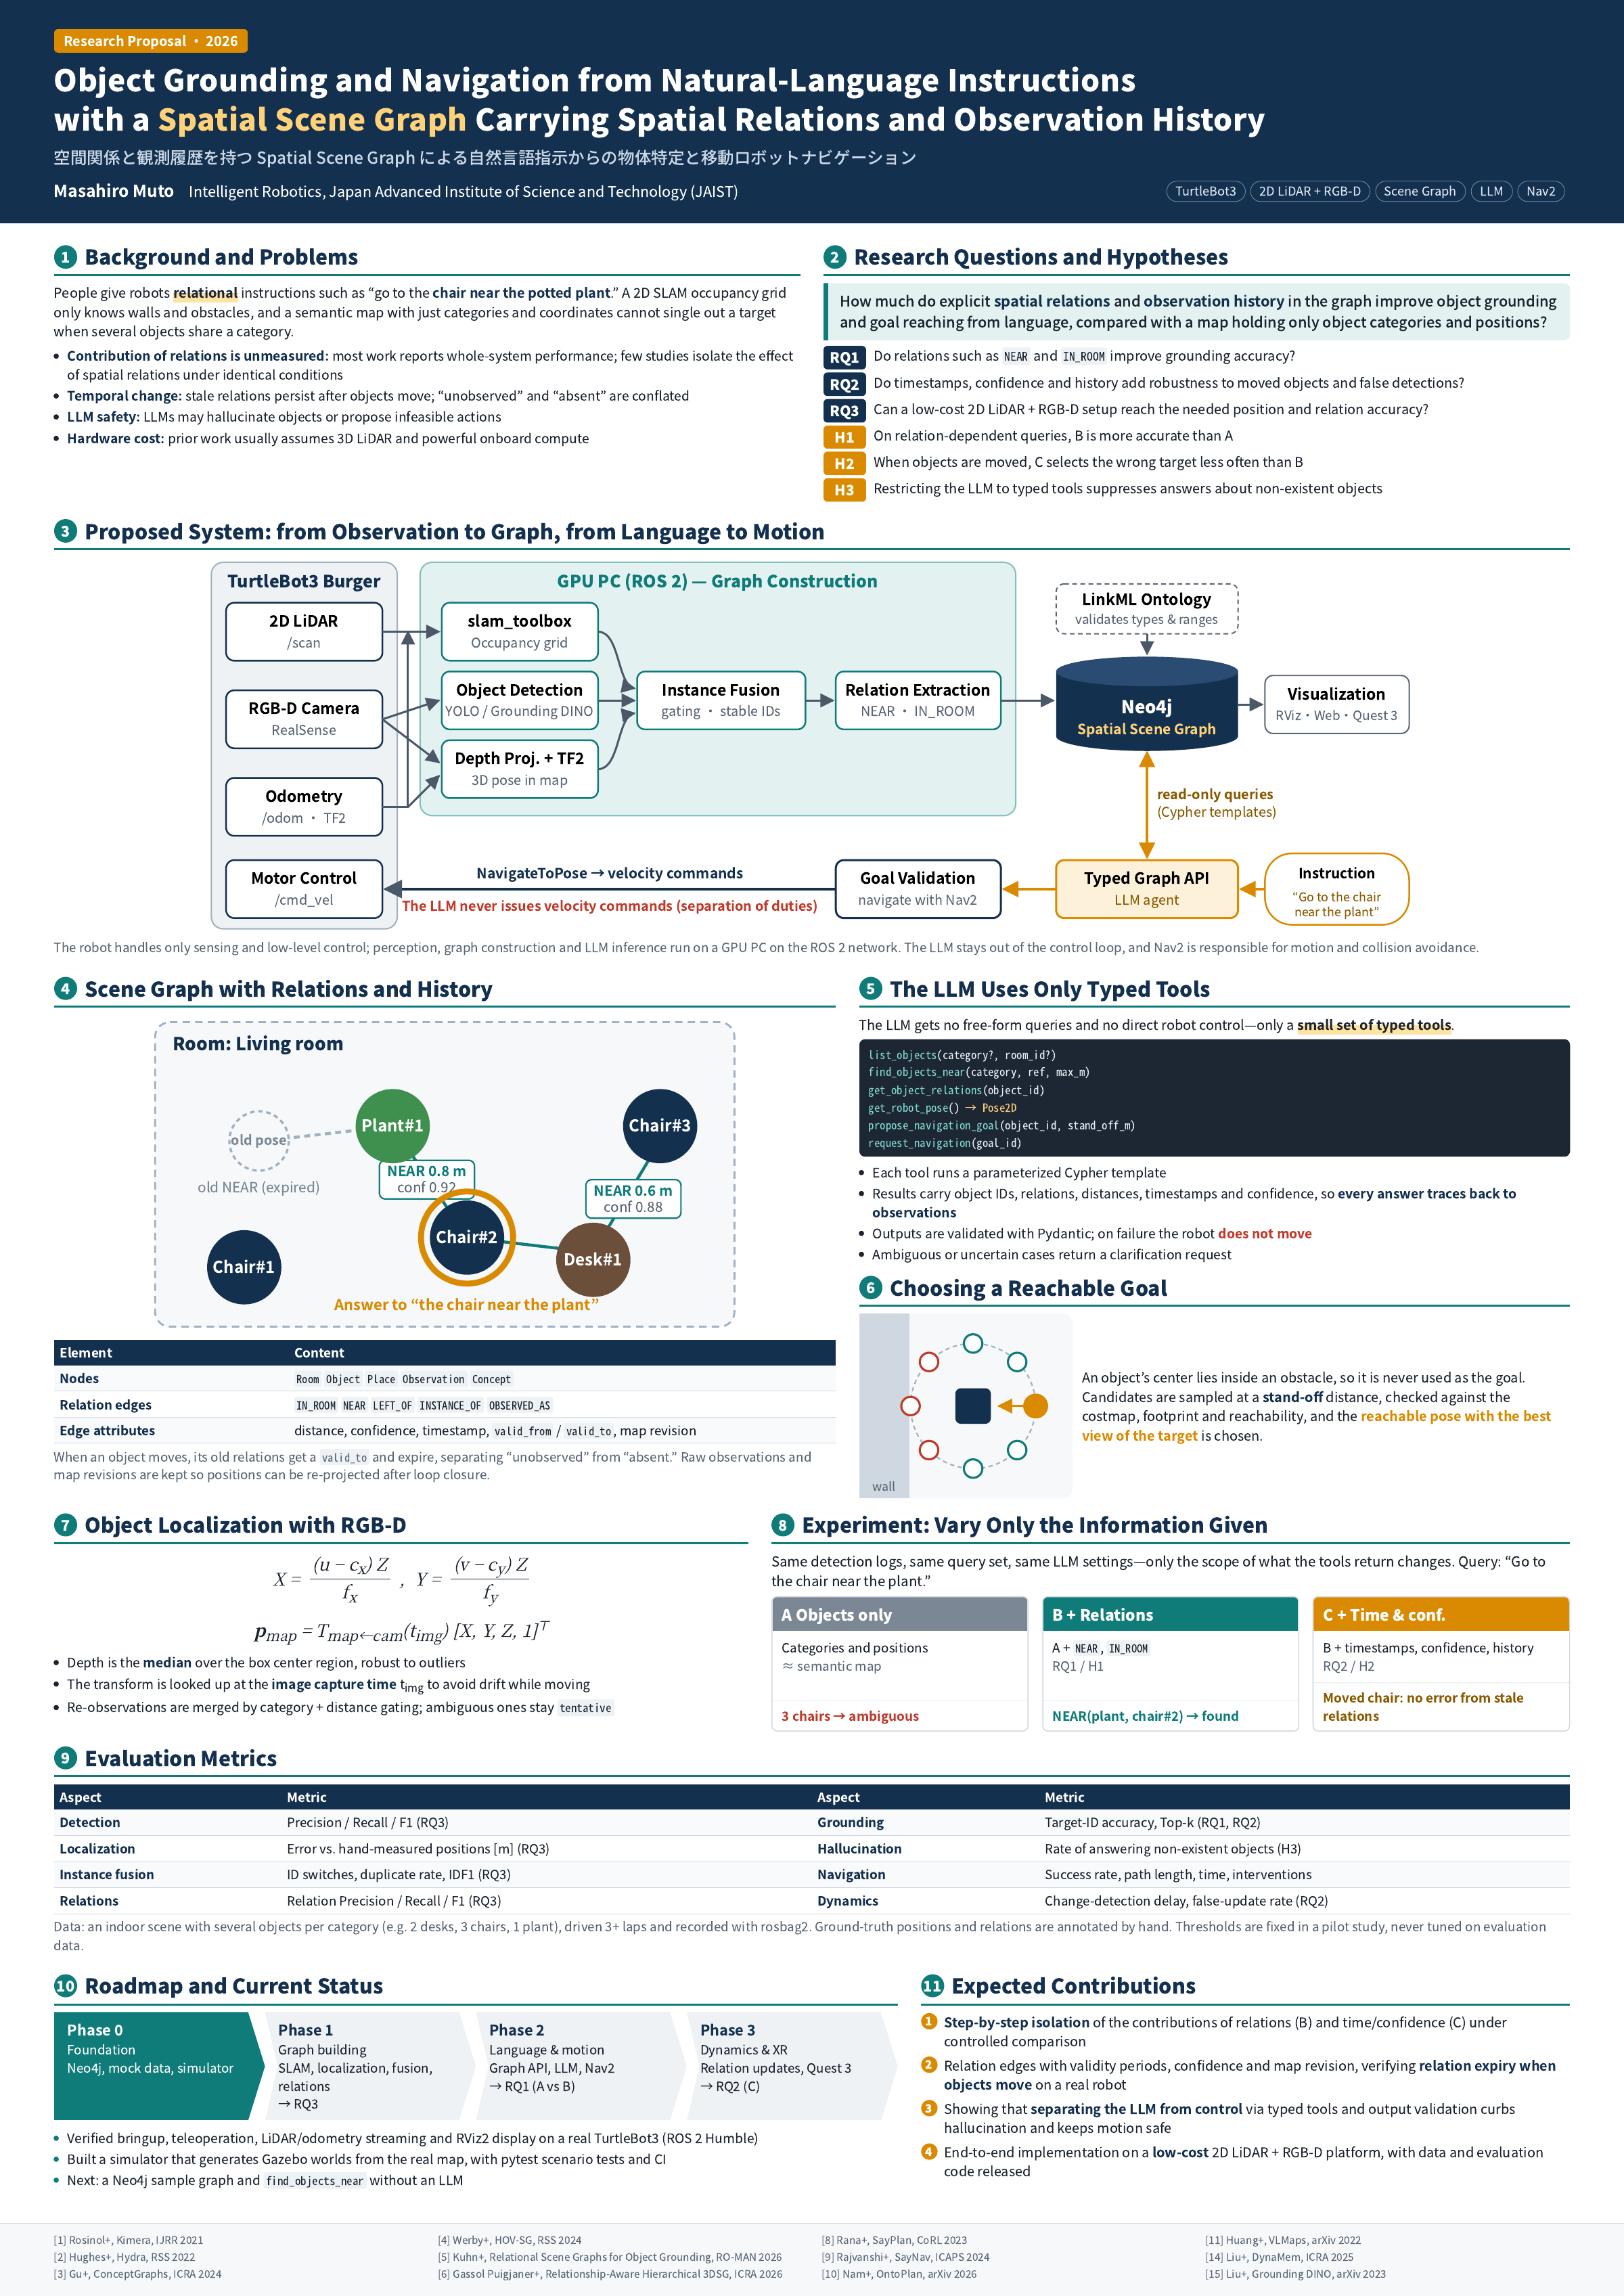 Research Proposal ・ 2026
Object Grounding and Navigation from Natural-Language Instructions
with a Spatial Scene Graph Carrying Spatial Relations and Observation History
空間関係と観測履歴を持つ Spatial Scene Graph による自然言語指示からの物体特定と移動ロボットナビゲーション
Masahiro Muto Intelligent Robotics, Japan Advanced Institute of Science and Technology (JAIST)
TurtleBot3 2D LiDAR + RGB-D Scene Graph LLM Nav2
1 Background and Problems
People give robots relational instructions such as “go to the chair near the potted plant.” A 2D SLAM occupancy grid
only knows walls and obstacles, and a semantic map with just categories and coordinates cannot single out a target
when several objects share a category.
• Contribution of relations is unmeasured: most work reports whole-system performance; few studies isolate the effect
of spatial relations under identical conditions
• Temporal change: stale relations persist after objects move; “unobserved” and “absent” are conflated
• LLM safety: LLMs may hallucinate objects or propose infeasible actions
• Hardware cost: prior work usually assumes 3D LiDAR and powerful onboard compute
2 Research Questions and Hypotheses
How much do explicit spatial relations and observation history in the graph improve object grounding
and goal reaching from language, compared with a map holding only object categories and positions?
RQ1 Do relations such as NEAR and IN_ROOM improve grounding accuracy?
RQ2 Do timestamps, confidence and history add robustness to moved objects and false detections?
RQ3 Can a low-cost 2D LiDAR + RGB-D setup reach the needed position and relation accuracy?
H1 On relation-dependent queries, B is more accurate than A
H2 When objects are moved, C selects the wrong target less often than B
H3 Restricting the LLM to typed tools suppresses answers about non-existent objects
3 Proposed System: from Observation to Graph, from Language to Motion
TurtleBot3 Burger
2D LiDAR
/scan
RGB-D Camera
RealSense
Odometry
/odom ・ TF2
Motor Control
/cmd_vel
GPU PC (ROS 2) — Graph Construction
slam_toolbox
Occupancy grid
Object Detection
YOLO / Grounding DINO
Depth Proj. + TF2
3D pose in map
Instance Fusion
gating ・ stable IDs
Relation Extraction
NEAR ・ IN_ROOM
LinkML Ontology
validates types & ranges
Neo4j
Spatial Scene Graph
Visualization
RViz・Web・Quest 3
read-only queries
(Cypher templates)
NavigateToPose → velocity commands
The LLM never issues velocity commands (separation of duties)
Goal Validation
navigate with Nav2
Typed Graph API
LLM agent
Instruction
“Go to the chair
near the plant”
The robot handles only sensing and low-level control; perception, graph construction and LLM inference run on a GPU PC on the ROS 2 network. The LLM stays out of the control loop, and Nav2 is responsible for motion and collision avoidance.
4 Scene Graph with Relations and History
Room: Living room
Plant#1
Chair#3
old pose
old NEAR (expired)
NEAR 0.8 m
conf 0.92
NEAR 0.6 m
conf 0.88
Chair#2
Desk#1
Chair#1
Answer to “the chair near the plant”
Element Content
Nodes Room Object Place Observation Concept
Relation edges IN_ROOM NEAR LEFT_OF INSTANCE_OF OBSERVED_AS
Edge attributes distance, confidence, timestamp, valid_from / valid_to, map revision
When an object moves, its old relations get a valid_to and expire, separating “unobserved” from “absent.” Raw observations and
map revisions are kept so positions can be re-projected after loop closure.
5 The LLM Uses Only Typed Tools
The LLM gets no free-form queries and no direct robot control—only a small set of typed tools.
list_objects(category?, room_id?)
find_objects_near(category, ref, max_m)
get_object_relations(object_id)
get_robot_pose() → Pose2D
propose_navigation_goal(object_id, stand_off_m)
request_navigation(goal_id)
• Each tool runs a parameterized Cypher template
• Results carry object IDs, relations, distances, timestamps and confidence, so every answer traces back to
observations
• Outputs are validated with Pydantic; on failure the robot does not move
• Ambiguous or uncertain cases return a clarification request
6 Choosing a Reachable Goal
wall
An object’s center lies inside an obstacle, so it is never used as the goal.
Candidates are sampled at a stand-off distance, checked against the
costmap, footprint and reachability, and the reachable pose with the best
view of the target is chosen.
7 Object Localization with RGB-D
X = (u − c_x) Z / f_x , Y = (v − c_y) Z / f_y
p_map = T_map←cam(t_img) [X, Y, Z, 1]^⊤
• Depth is the median over the box center region, robust to outliers
• The transform is looked up at the image capture time t_img to avoid drift while moving
• Re-observations are merged by category + distance gating; ambiguous ones stay tentative
8 Experiment: Vary Only the Information Given
Same detection logs, same query set, same LLM settings—only the scope of what the tools return changes. Query: “Go to
the chair near the plant.”
A Objects only
Categories and positions
≈ semantic map
3 chairs → ambiguous
B + Relations
A + NEAR, IN_ROOM
RQ1 / H1
NEAR(plant, chair#2) → found
C + Time & conf.
B + timestamps, confidence, history
RQ2 / H2
Moved chair: no error from stale
relations
9 Evaluation Metrics
Aspect Metric Aspect Metric
Detection Precision / Recall / F1 (RQ3) Grounding Target-ID accuracy, Top-k (RQ1, RQ2)
Localization Error vs. hand-measured positions [m] (RQ3) Hallucination Rate of answering non-existent objects (H3)
Instance fusion ID switches, duplicate rate, IDF1 (RQ3) Navigation Success rate, path length, time, interventions
Relations Relation Precision / Recall / F1 (RQ3) Dynamics Change-detection delay, false-update rate (RQ2)
Data: an indoor scene with several objects per category (e.g. 2 desks, 3 chairs, 1 plant), driven 3+ laps and recorded with rosbag2. Ground-truth positions and relations are annotated by hand. Thresholds are fixed in a pilot study, never tuned on evaluation
data.
10 Roadmap and Current Status
Phase 0
Foundation
Neo4j, mock data, simulator
Phase 1
Graph building
SLAM, localization, fusion,
relations
→ RQ3
Phase 2
Language & motion
Graph API, LLM, Nav2
→ RQ1 (A vs B)
Phase 3
Dynamics & XR
Relation updates, Quest 3
→ RQ2 (C)
• Verified bringup, teleoperation, LiDAR/odometry streaming and RViz2 display on a real TurtleBot3 (ROS 2 Humble)
• Built a simulator that generates Gazebo worlds from the real map, with pytest scenario tests and CI
• Next: a Neo4j sample graph and find_objects_near without an LLM
11 Expected Contributions
1 Step-by-step isolation of the contributions of relations (B) and time/confidence (C) under
controlled comparison
2 Relation edges with validity periods, confidence and map revision, verifying relation expiry when
objects move on a real robot
3 Showing that separating the LLM from control via typed tools and output validation curbs
hallucination and keeps motion safe
4 End-to-end implementation on a low-cost 2D LiDAR + RGB-D platform, with data and evaluation
code released
[1] Rosinol+, Kimera, IJRR 2021
[2] Hughes+, Hydra, RSS 2022
[3] Gu+, ConceptGraphs, ICRA 2024
[4] Werby+, HOV-SG, RSS 2024
[5] Kuhn+, Relational Scene Graphs for Object Grounding, RO-MAN 2026
[6] Gassol Puigjaner+, Relationship-Aware Hierarchical 3DSG, ICRA 2026
[8] Rana+, SayPlan, CoRL 2023
[9] Rajvanshi+, SayNav, ICAPS 2024
[10] Nam+, OntoPlan, arXiv 2026
[11] Huang+, VLMaps, arXiv 2022
[14] Liu+, DynaMem, ICRA 2025
[15] Liu+, Grounding DINO, arXiv 2023